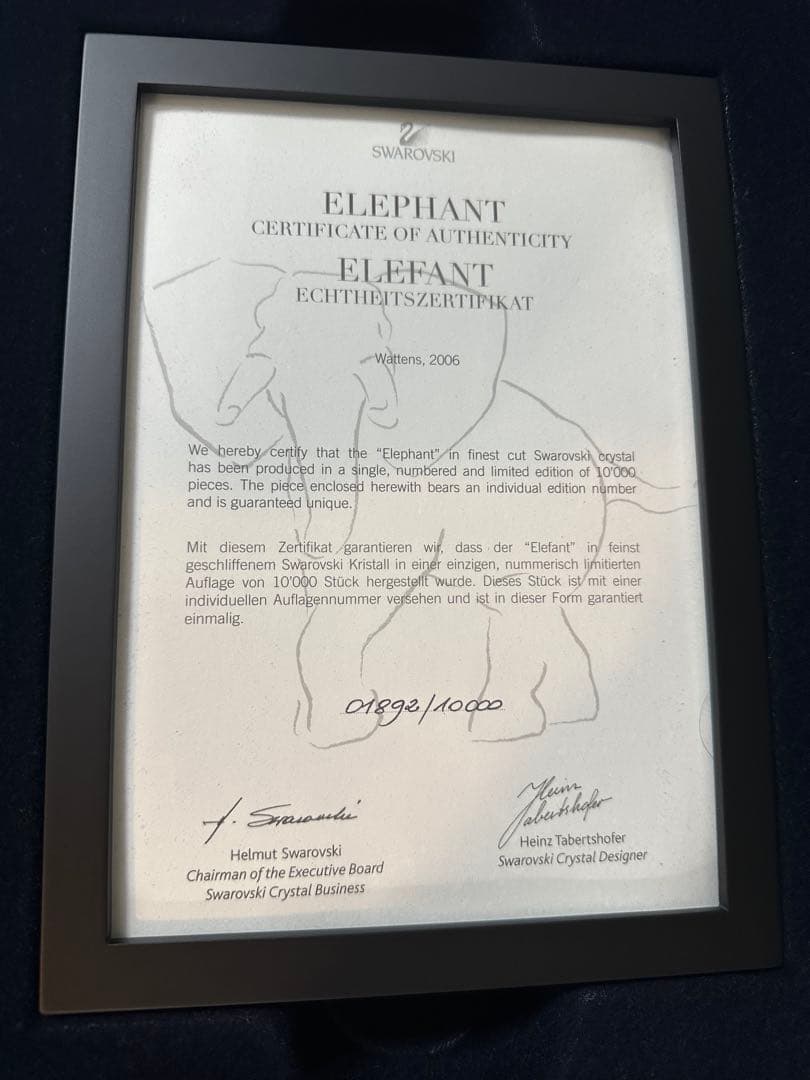 SWAROVSKI
ELEPHANT
CERTIFICATE OF AUTHENTICITY
ELEFANT
ECHTHEITSZERTIFIKAT
Wattens, 2006
We hereby certify that the “Elephant” in finest cut Swarovski crystal
has been produced in a single, numbered and limited edition of 10'000
pieces. The piece enclosed herewith bears an individual edition number
and is guaranteed unique.
Mit diesem Zertifikat garantieren wir, dass der “Elefant” in feinst
geschliffenem Swarovski Kristall in einer einzigen, nummerisch limitierten
Auflage von 10'000 Stück hergestellt wurde. Dieses Stück ist mit einer
individuellen Auflagennummer versehen und ist in dieser Form garantiert
einmalig.
01892/10000
H. Swarovski
Heinz
Tabertshofer
Helmut Swarovski
Chairman of the Executive Board
Swarovski Crystal Business
Heinz Tabertshofer
Swarovski Crystal Designer